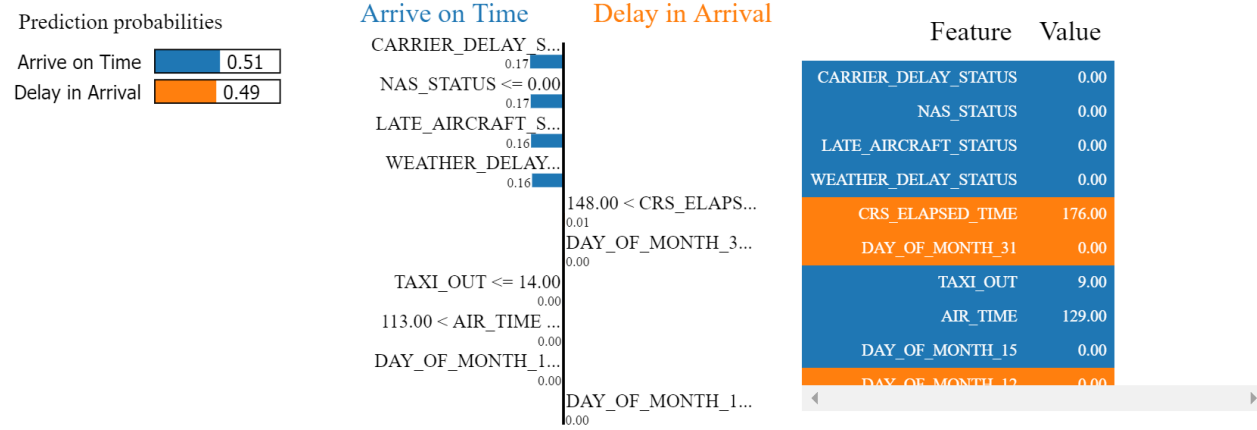 Prediction probabilities
Arrive on Time 0.51
Delay in Arrival 0.49
Arrive on Time Delay in Arrival
CARRIER_DELAY_S...
0.17
NAS_STATUS <= 0.00
0.17
LATE_AIRCRAFT_S...
0.16
WEATHER_DELAY...
0.16
148.00 < CRS_ELAPS...
0.01
DAY_OF_MONTH_3...
0.00
TAXI_OUT <= 14.00
0.00
113.00 < AIR_TIME ...
0.00
DAY_OF_MONTH_1...
0.00
DAY_OF_MONTH_1...
0.00
Feature Value
CARRIER_DELAY_STATUS 0.00
NAS_STATUS 0.00
LATE_AIRCRAFT_STATUS 0.00
WEATHER_DELAY_STATUS 0.00
CRS_ELAPSED_TIME 176.00
DAY_OF_MONTH_31 0.00
TAXI_OUT 9.00
AIR_TIME 129.00
DAY_OF_MONTH_15 0.00
DAY_OF_MONTH_12 0.00